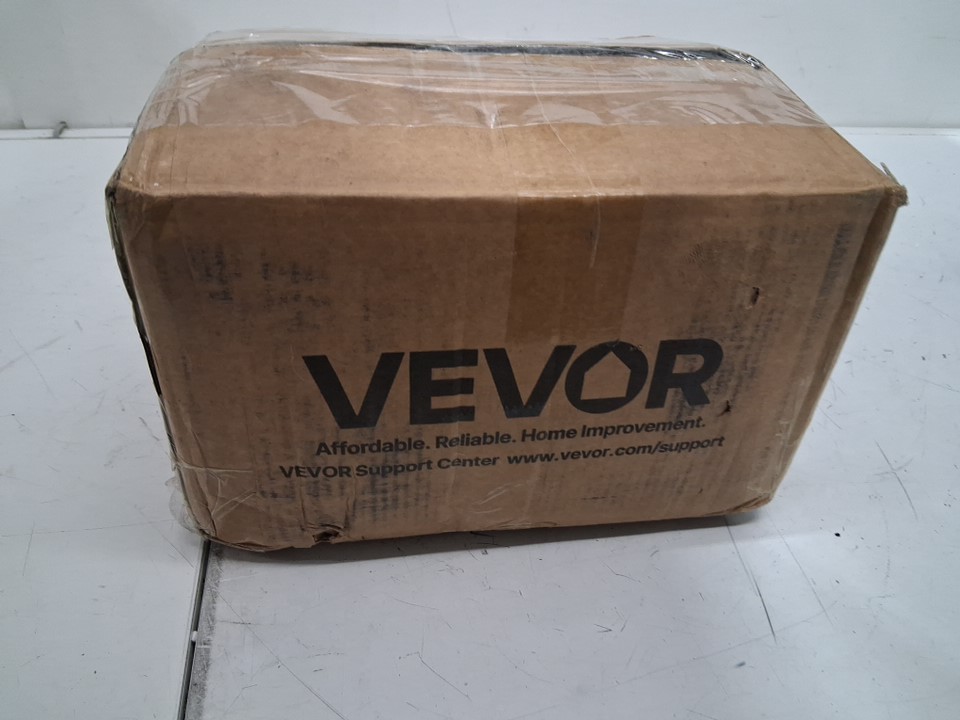 VEVOR
Affordable. Reliable. Home Improvement.
VEVOR Support Center www.vevor.com/support